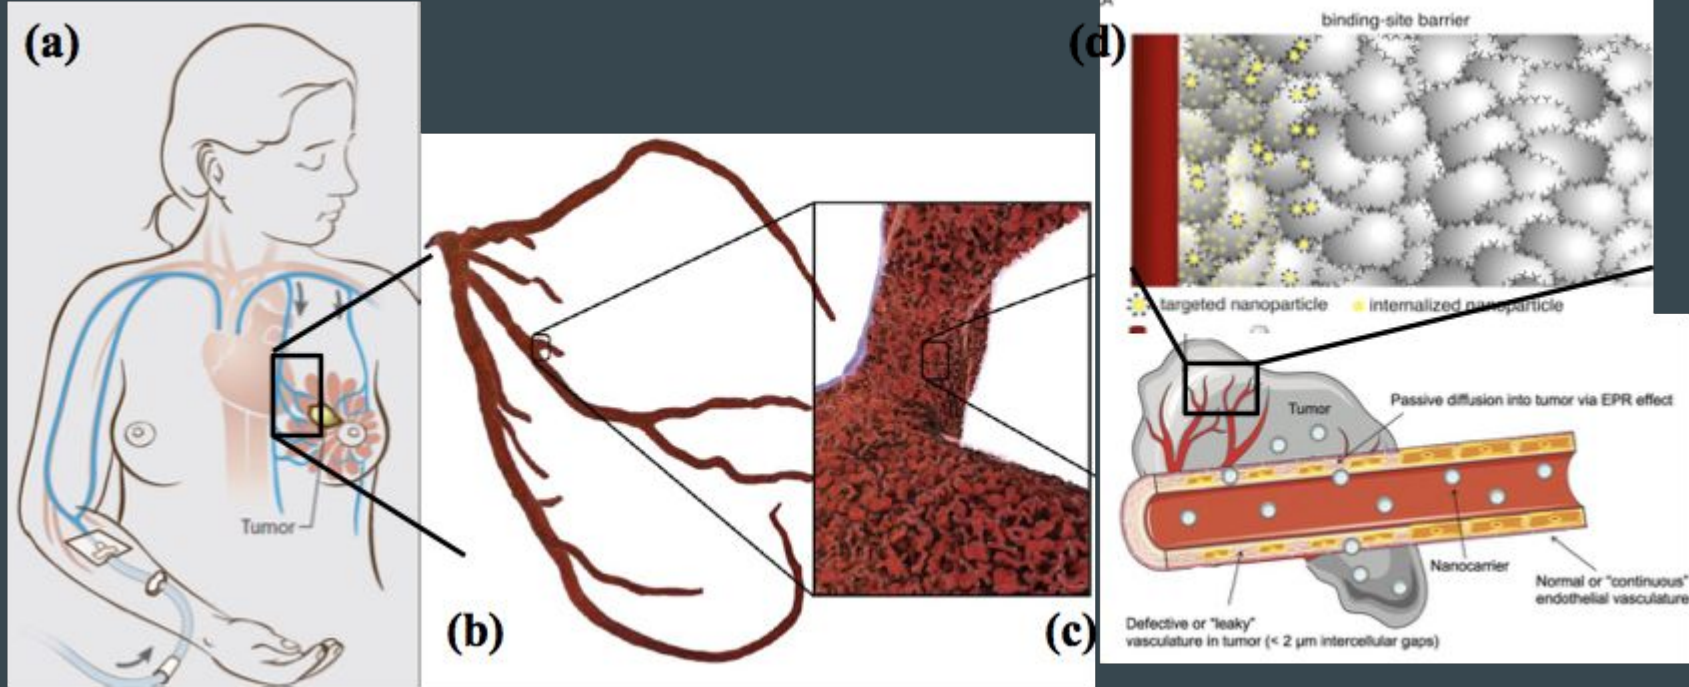 (a)
Tumor
(b)
(c)
(d)
binding-site barrier
targeted nanoparticle
internalized nanoparticle
Tumor
Passive diffusion into tumor via EPR effect
Nanocarrier
Normal or "continuous"
endothelial vasculature
Defective or "leaky"
vasculature in tumor (< 2 µm intercellular gaps)